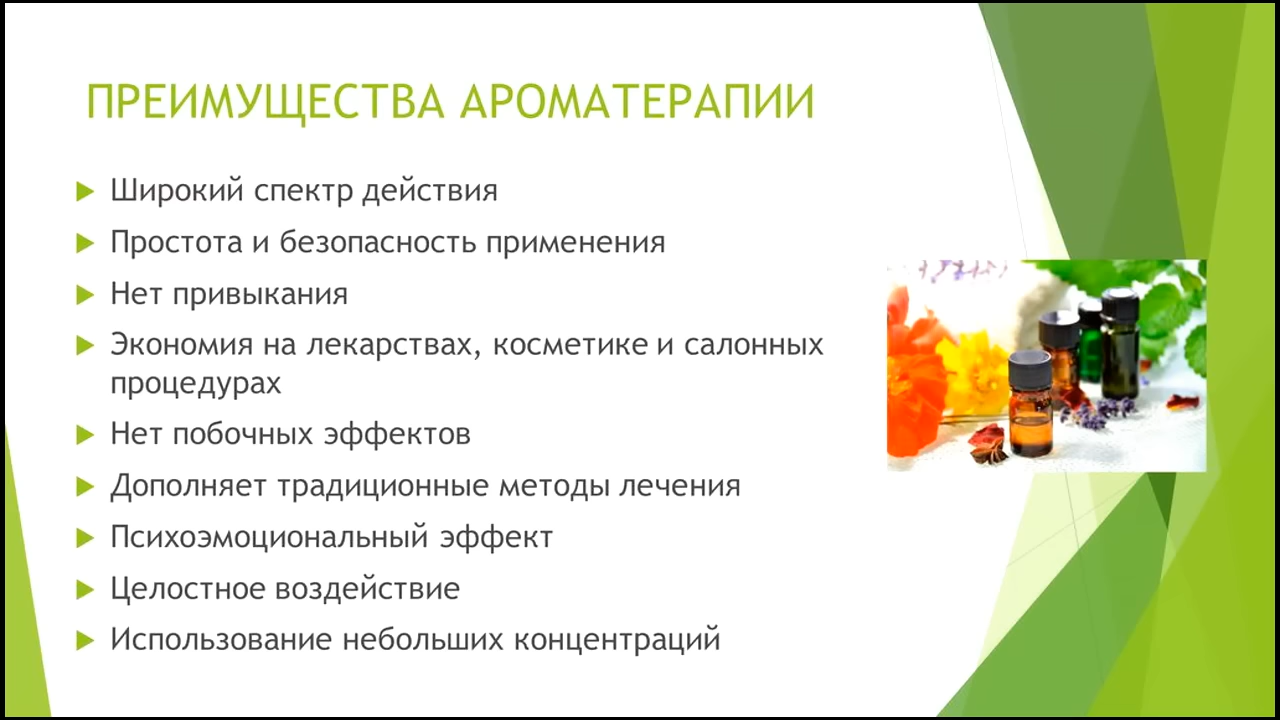 ПРЕИМУЩЕСТВА АРОМАТЕРАПИИ
Широкий спектр действия
Простота и безопасность применения
Нет привыкания
Экономия на лекарствах, косметике и салонных
процедурах
Нет побочных эффектов
Дополняет традиционные методы лечения
Психоэмоциональный эффект
Целостное воздействие
Использование небольших концентраций